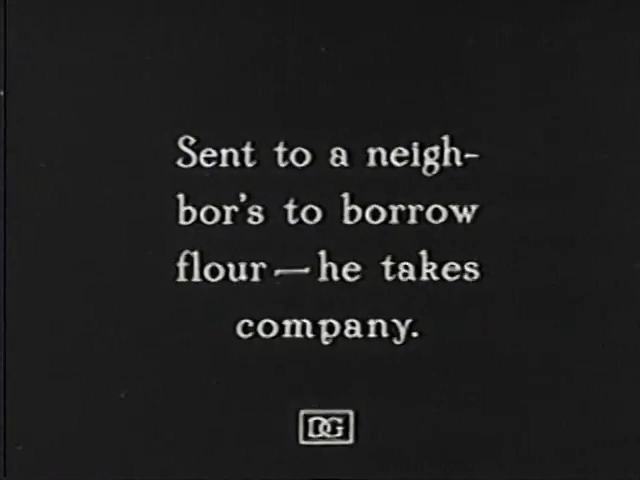 Sent to a neigh-
bor's to borrow
flour—he takes
company.
DG